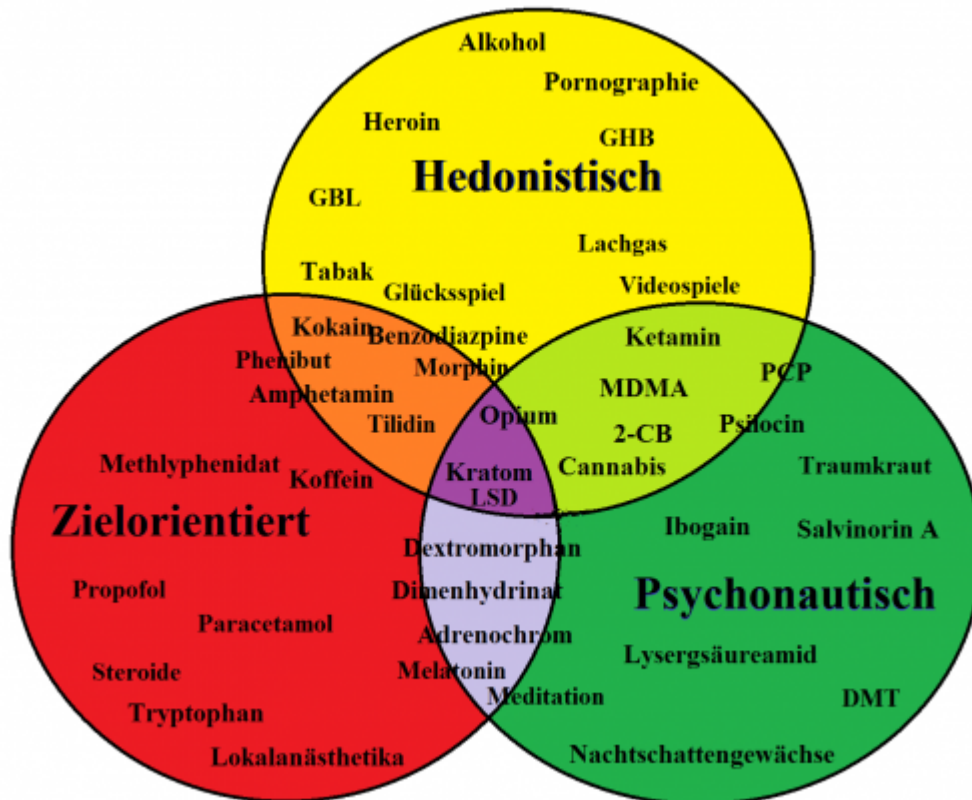 Alkohol
Pornographie
Heroin
GHB
Hedonistisch
GBL
Lachgas
Tabak
Glücksspiel
Videospiele
Kokain
Benzodiazpine
Ketamin
Phenibut
Morphin
PCP
Amphetamin
MDMA
Opium
Tilidin
2-CB
Psilocin
Methlyphenidat
Koffein
Kratom
Cannabis
Traumkraut
LSD
Zielorientiert
Ibogain
Salvinorin A
Dextromorphan
Propofol
Dimenhydrinat
Psychonautisch
Paracetamol
Adrenochrom
Lysergsäureamid
Steroide
Melatonin
Meditation
DMT
Tryptophan
Lokalanästhetika
Nachtschattengewächse